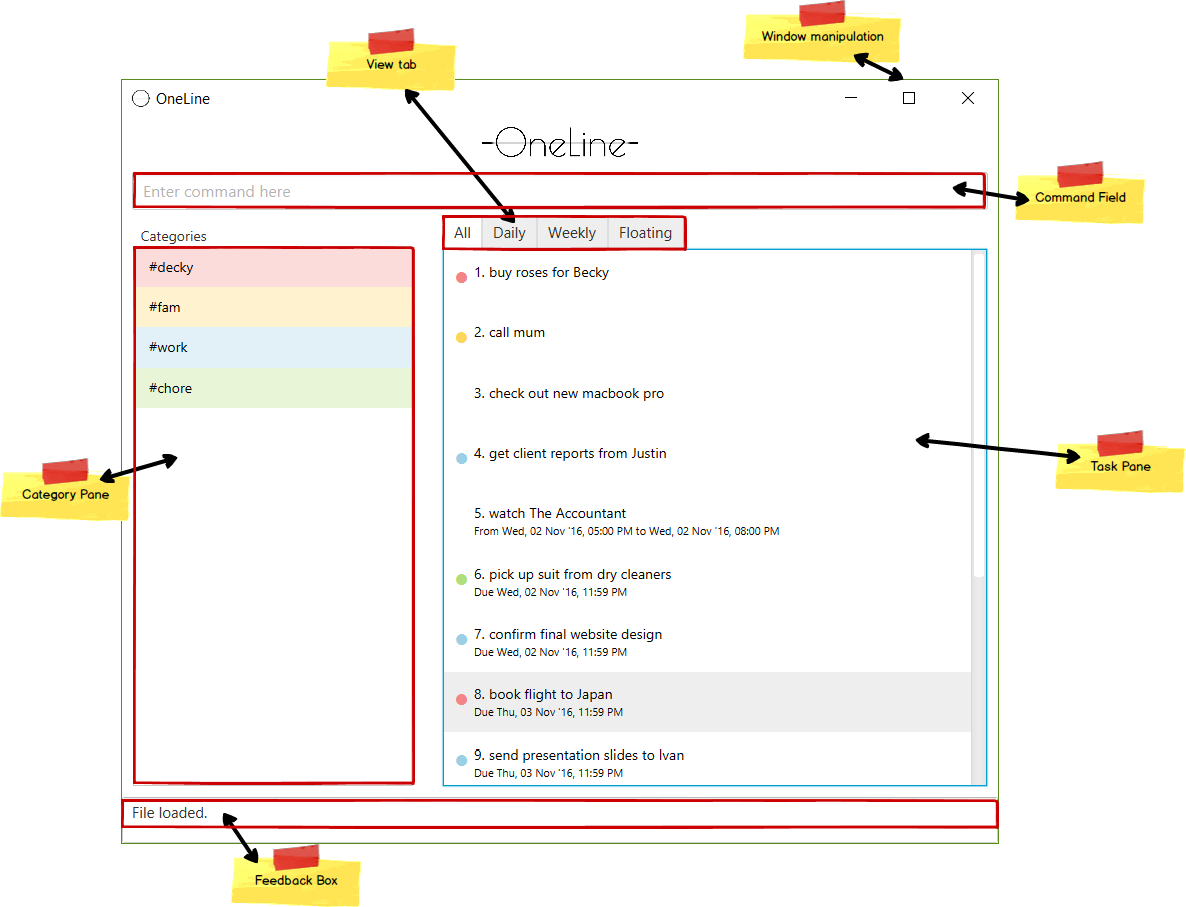 Window manipulation
View tab
OneLine
-OneLine-
Enter command here
Command Field
Categories
#decky
#fam
#work
#chore
Category Pane
All Daily Weekly Floating
1. buy roses for Becky
2. call mum
3. check out new macbook pro
4. get client reports from Justin
5. watch The Accountant
From Wed, 02 Nov '16, 05:00 PM to Wed, 02 Nov '16, 08:00 PM
6. pick up suit from dry cleaners
Due Wed, 02 Nov '16, 11:59 PM
7. confirm final website design
Due Wed, 02 Nov '16, 11:59 PM
8. book flight to Japan
Due Thu, 03 Nov '16, 11:59 PM
9. send presentation slides to Ivan
Due Thu, 03 Nov '16, 11:59 PM
Task Pane
File loaded.
Feedback Box